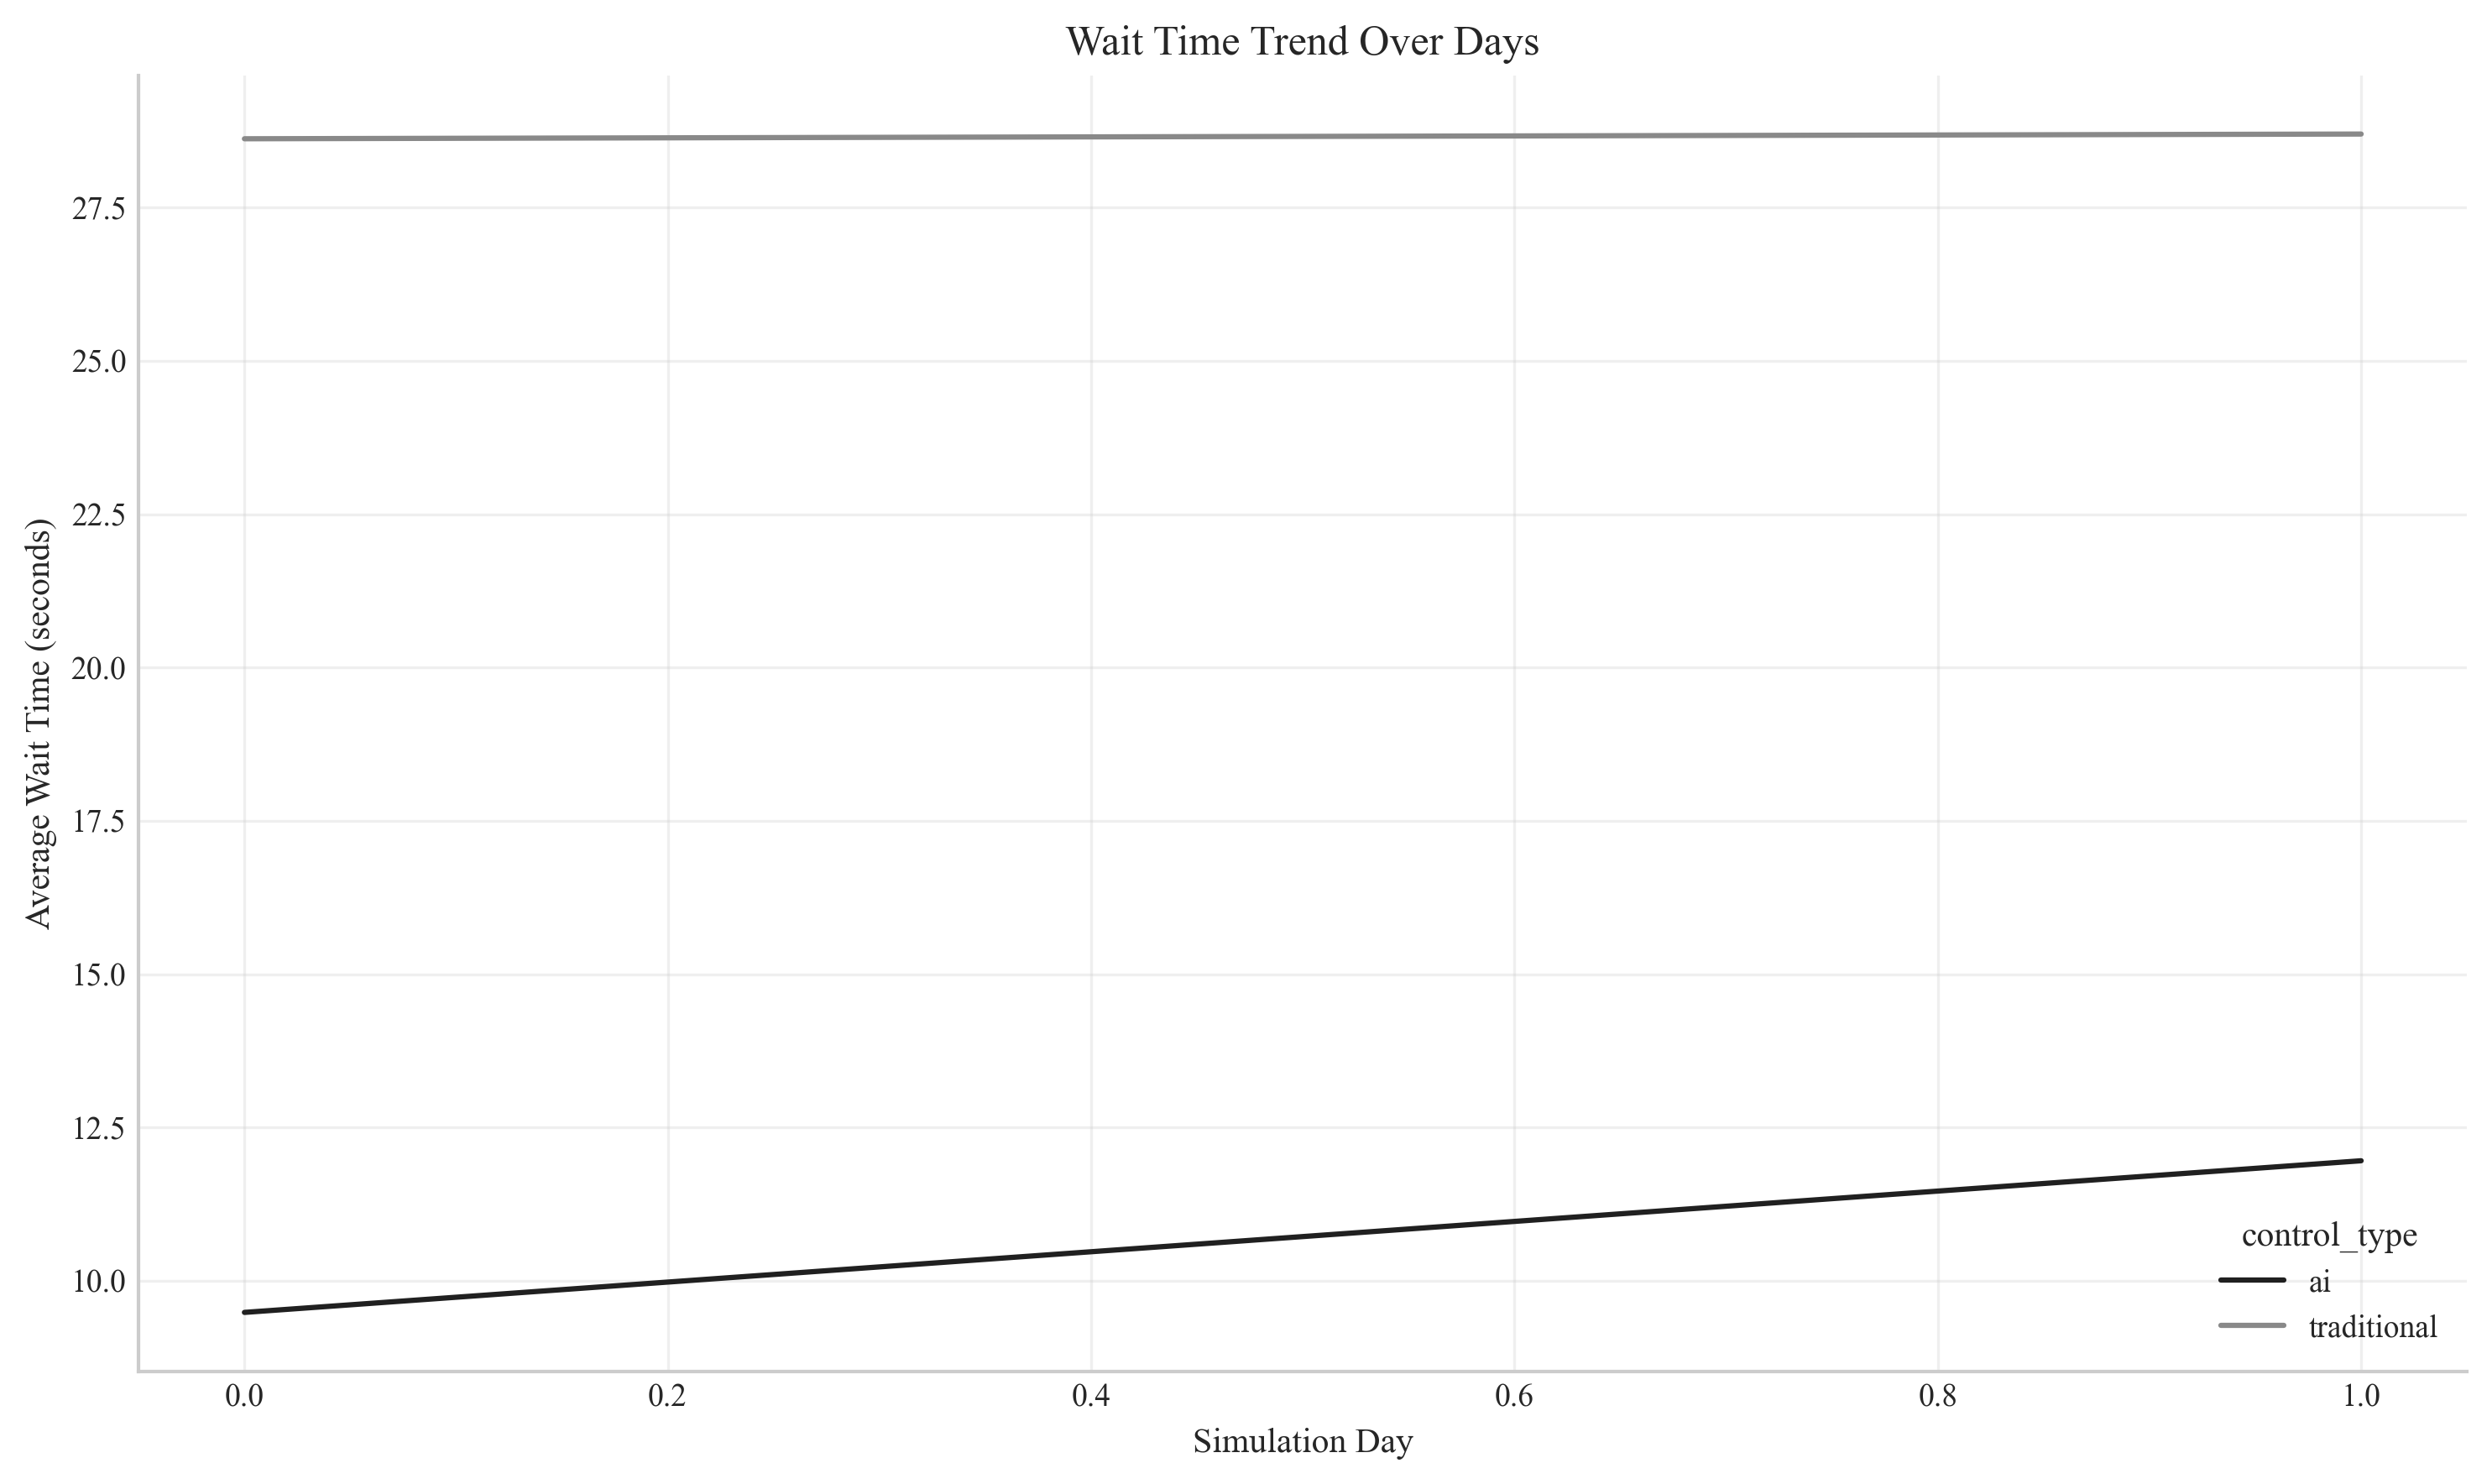 Wait Time Trend Over Days
Average Wait Time (seconds)
27.5
25.0
22.5
20.0
17.5
15.0
12.5
10.0
control_type
ai
traditional
0.0 0.2 0.4 0.6 0.8 1.0
Simulation Day